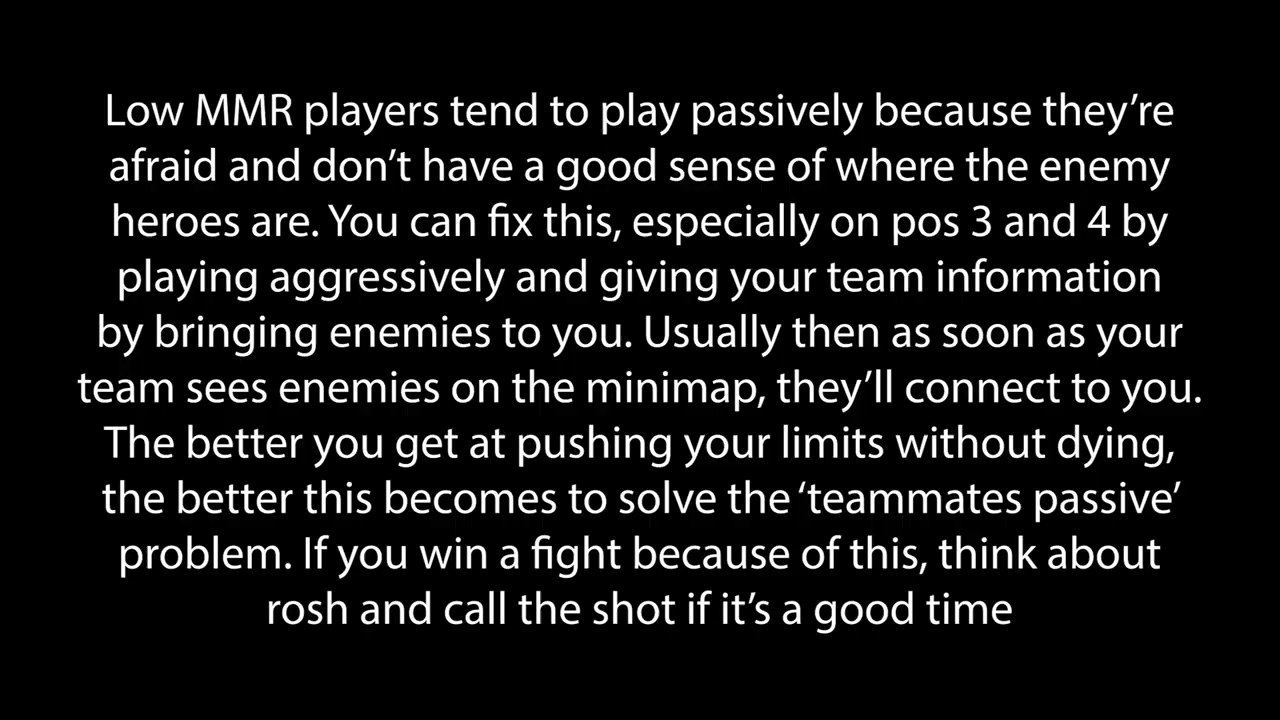 Low MMR players tend to play passively because they’re
afraid and don’t have a good sense of where the enemy
heroes are. You can fix this, especially on pos 3 and 4 by
playing aggressively and giving your team information
by bringing enemies to you. Usually then as soon as your
team sees enemies on the minimap, they’ll connect to you.
The better you get at pushing your limits without dying,
the better this becomes to solve the ‘teammates passive’
problem. If you win a fight because of this, think about
rosh and call the shot if it’s a good time